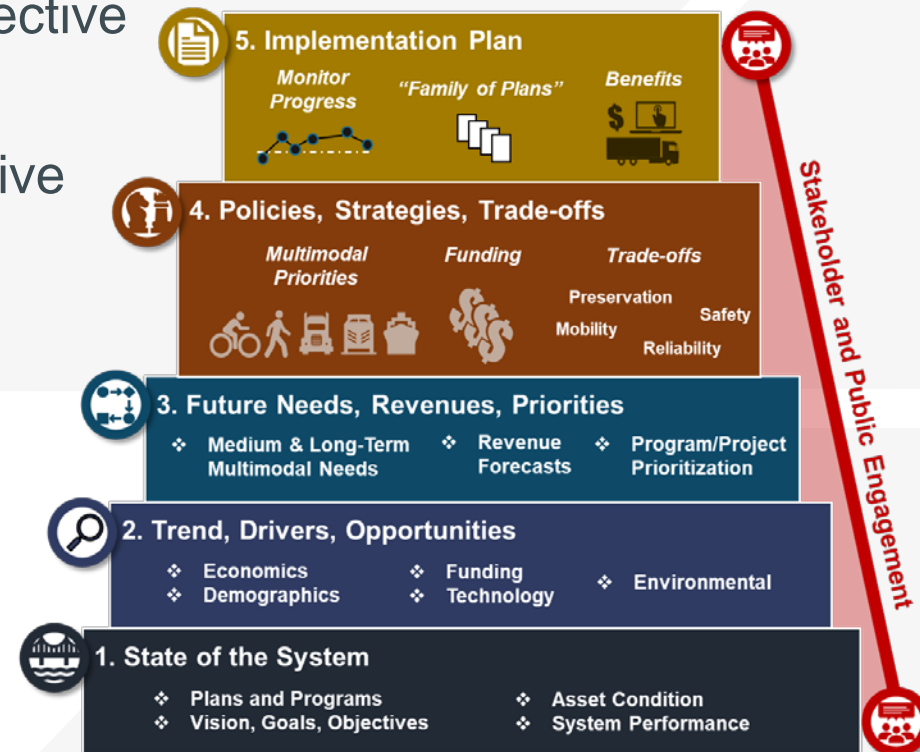 ective
ive
5. Implementation Plan
Monitor
Progress
“Family of Plans”
Benefits
$
4. Policies, Strategies, Trade-offs
Multimodal
Priorities
Funding
Trade-offs
Preservation
Safety
Mobility
Reliability
3. Future Needs, Revenues, Priorities
❖ Medium & Long-Term
Multimodal Needs
❖ Revenue
Forecasts
❖ Program/Project
Prioritization
2. Trend, Drivers, Opportunities
❖ Economics
❖ Demographics
❖ Funding
❖ Technology
❖ Environmental
1. State of the System
❖ Plans and Programs
❖ Vision, Goals, Objectives
❖ Asset Condition
❖ System Performance
Stakeholder and Public Engagement